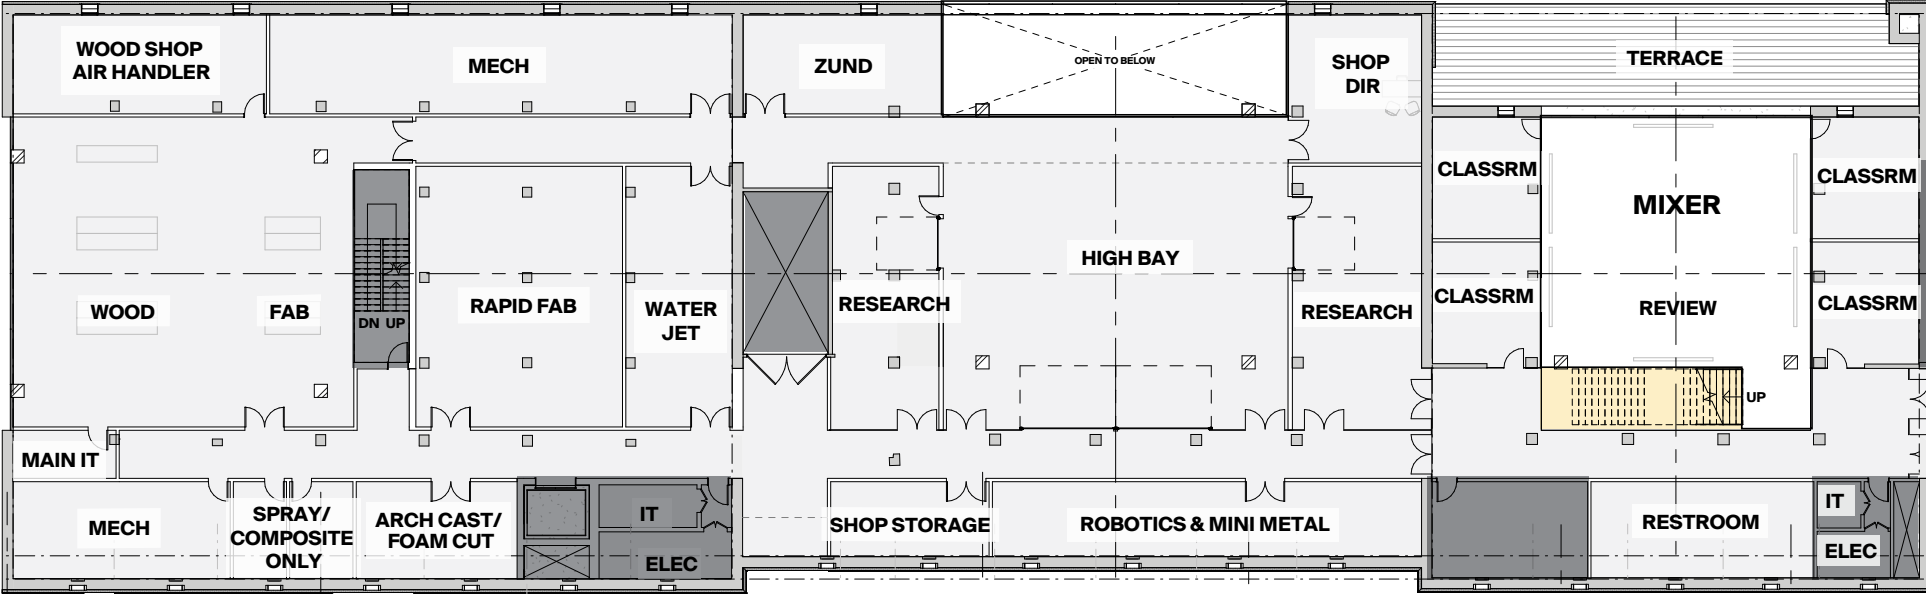 WOOD SHOP
AIR HANDLER
MECH
ZUND
OPEN TO BELOW
SHOP
DIR
TERRACE
CLASSRM
MIXER
CLASSRM
HIGH BAY
WOOD
FAB
DN UP
RAPID FAB
WATER
JET
RESEARCH
RESEARCH
CLASSRM
REVIEW
CLASSRM
UP
MAIN IT
MECH
SPRAY/
COMPOSITE
ONLY
ARCH CAST/
FOAM CUT
IT
ELEC
SHOP STORAGE
ROBOTICS & MINI METAL
RESTROOM
IT
ELEC